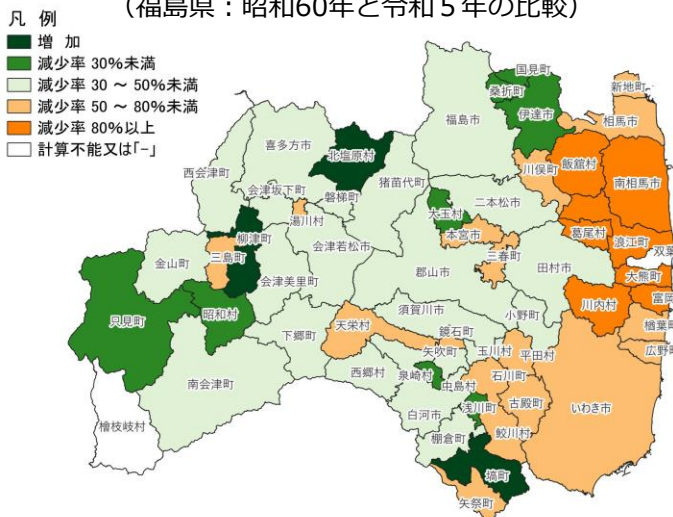 （福島県：昭和60年と令和５年の比較）
凡 例
増 加
減少率 30％未満
減少率 30 ～ 50％未満
減少率 50 ～ 80％未満
減少率 80％以上
計算不能又は「−」
国見町
桑折町
新地町
伊達市
相馬市
福島市
喜多方市
北塩原村
川俣町
飯舘村
南相馬市
西会津町
猪苗代町
会津坂下町
磐梯町
二本松市
大玉村
湯川村
本宮市
葛尾村
浪江町
柳津町
会津若松市
三春町
双葉
三島町
金山町
郡山市
田村市
大熊町
会津美里町
川内村
富岡
昭和村
只見町
須賀川市
小野町
楢葉町
天栄村
下郷町
鏡石町
広野町
矢吹町
玉川村
平田村
西郷村
泉崎村
石川町
南会津町
中島村
浅川町
古殿町
いわき市
白河市
檜枝岐村
鮫川村
棚倉町
塙町
矢祭町